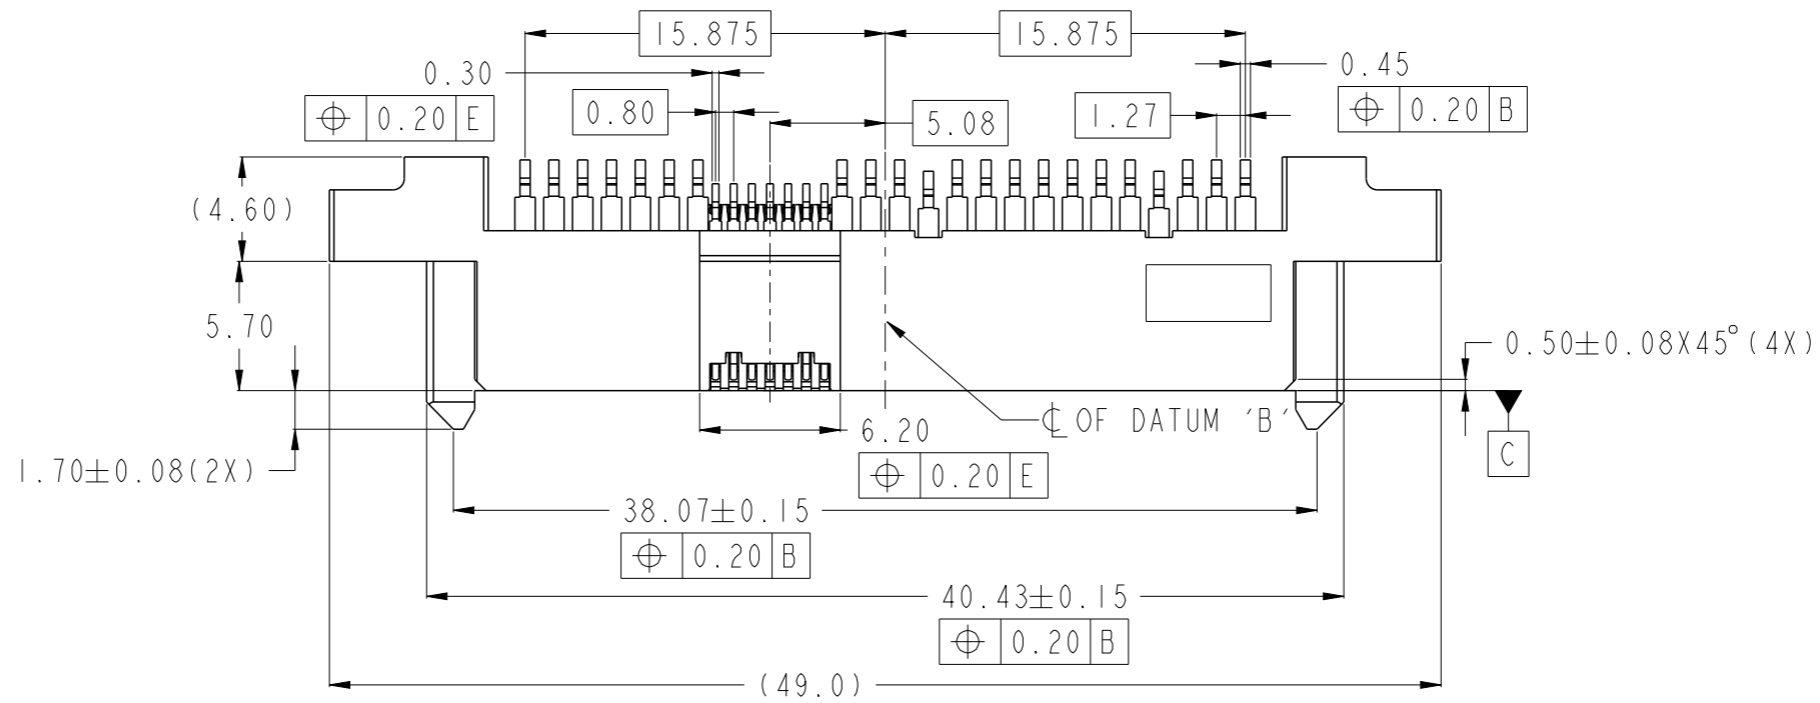 15.875
15.875
0.30
0.45
⌖ 0.20 E
0.80
5.08
1.27
⌖ 0.20 B
(4.60)
5.70
0.50±0.08X45°(4X)
℄ OF DATUM 'B'
6.20
⌖ 0.20 E
C
1.70±0.08(2X)
38.07±0.15
⌖ 0.20 B
40.43±0.15
⌖ 0.20 B
(49.0)